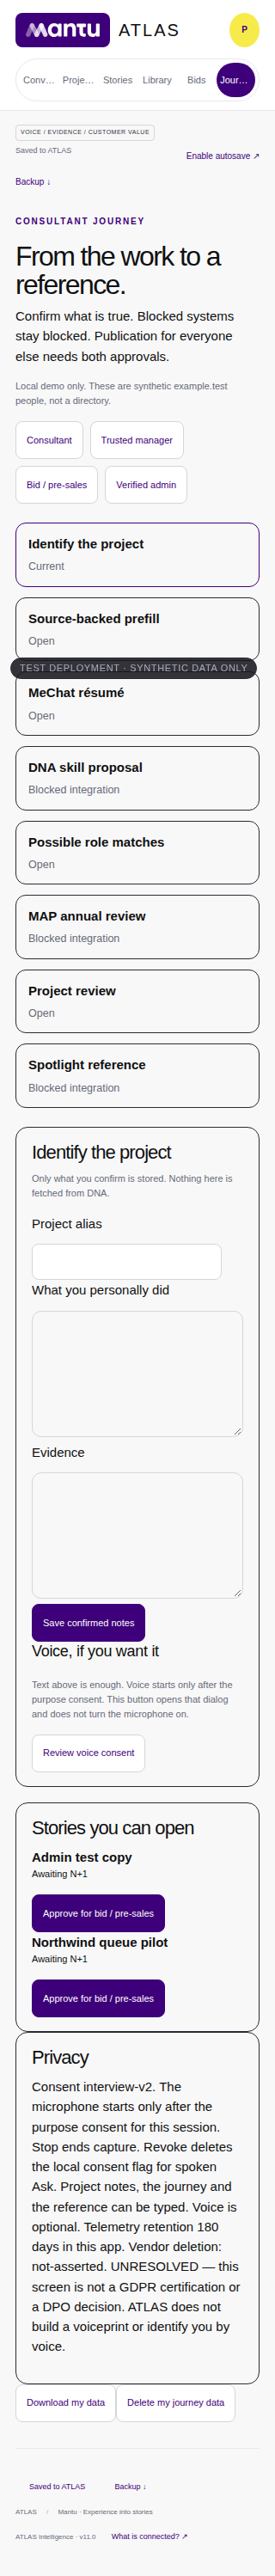 mantu ATLAS P
Conv... Proje... Stories Library Bids Jour...
VOICE / EVIDENCE / CUSTOMER VALUE
Saved to ATLAS
Enable autosave ↗
Backup ↓
CONSULTANT JOURNEY
From the work to a
reference.
Confirm what is true. Blocked systems
stay blocked. Publication for everyone
else needs both approvals.
Local demo only. These are synthetic example.test
people, not a directory.
Consultant Trusted manager
Bid / pre-sales Verified admin
Identify the project
Current
Source-backed prefill
Open
TEST DEPLOYMENT · SYNTHETIC DATA ONLY
MeChat résumé
Open
DNA skill proposal
Blocked integration
Possible role matches
Open
MAP annual review
Blocked integration
Project review
Open
Spotlight reference
Blocked integration
Identify the project
Only what you confirm is stored. Nothing here is
fetched from DNA.
Project alias
What you personally did
Evidence
Save confirmed notes
Voice, if you want it
Text above is enough. Voice starts only after the
purpose consent. This button opens that dialog
and does not turn the microphone on.
Review voice consent
Stories you can open
Admin test copy
Awaiting N+1
Approve for bid / pre-sales
Northwind queue pilot
Awaiting N+1
Approve for bid / pre-sales
Privacy
Consent interview-v2. The
microphone starts only after the
purpose consent for this session.
Stop ends capture. Revoke deletes
the local consent flag for spoken
Ask. Project notes, the journey and
the reference can be typed. Voice is
optional. Telemetry retention 180
days in this app. Vendor deletion:
not-asserted. UNRESOLVED — this
screen is not a GDPR certification or
a DPO decision. ATLAS does not
build a voiceprint or identify you by
voice.
Download my data Delete my journey data
Saved to ATLAS Backup ↓
ATLAS / Mantu · Experience into stories
ATLAS Intelligence · v11.0 What is connected? ↗